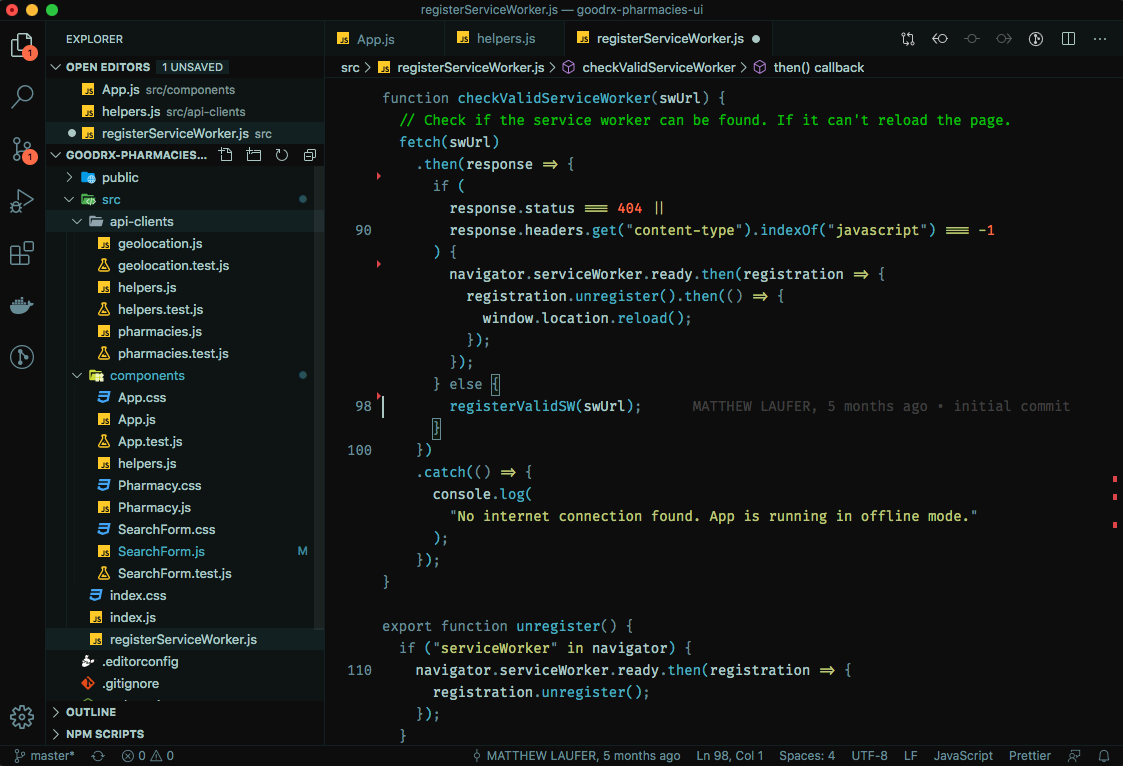 registerServiceWorker.js — goodrx-pharmacies-ui
EXPLORER
OPEN EDITORS 1 UNSAVED
App.js src/components
helpers.js src/api-clients
registerServiceWorker.js src
GOODRX-PHARMACIES...
public
src
api-clients
geolocation.js
geolocation.test.js
helpers.js
helpers.test.js
pharmacies.js
pharmacies.test.js
components
App.css
App.js
App.test.js
helpers.js
Pharmacy.css
Pharmacy.js
SearchForm.css
SearchForm.js M
SearchForm.test.js
index.css
index.js
registerServiceWorker.js
.editorconfig
.gitignore
OUTLINE
NPM SCRIPTS
1
1
JS App.js
JS helpers.js
JS registerServiceWorker.js
src > JS registerServiceWorker.js > checkValidServiceWorker > then() callback
function checkValidServiceWorker(swUrl) {
// Check if the service worker can be found. If it can't reload the page.
fetch(swUrl)
.then(response => {
if (
response.status === 404 ||
90 response.headers.get("content-type").indexOf("javascript") === -1
) {
navigator.serviceWorker.ready.then(registration => {
registration.unregister().then(() => {
window.location.reload();
});
});
} else {
98 registerValidSW(swUrl); MATTHEW LAUFER, 5 months ago • initial commit
}
100 })
.catch(() => {
console.log(
"No internet connection found. App is running in offline mode."
);
});
}
export function unregister() {
if ("serviceWorker" in navigator) {
110 navigator.serviceWorker.ready.then(registration => {
registration.unregister();
});
}
master* 0 0 MATTHEW LAUFER, 5 months ago Ln 98, Col 1 Spaces: 4 UTF-8 LF JavaScript Prettier